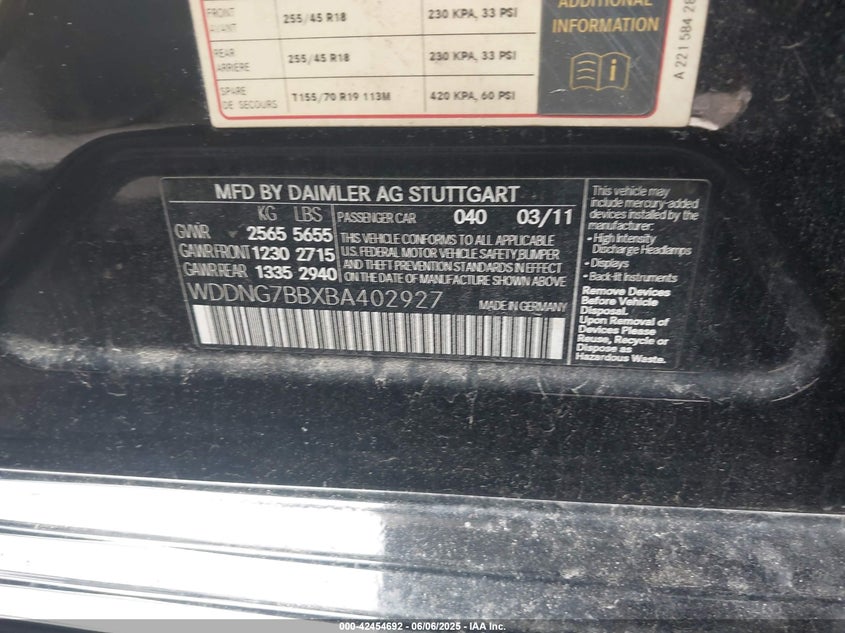 FRONT
AVANT
255/45 R18
230 KPA, 33 PSI
REAR
ARRIÈRE
255/45 R18
230 KPA, 33 PSI
SPARE
DE SECOURS
T155/70 R19 113M
420 KPA, 60 PSI
ADDITIONAL
INFORMATION
A 221 584 28
MFD BY DAIMLER AG STUTTGART
KG LBS
GVWR 2565 5655
GAWR FRONT 1230 2715
GAWR REAR 1335 2940
PASSENGER CAR 040 03/11
THIS VEHICLE CONFORMS TO ALL APPLICABLE
U.S. FEDERAL MOTOR VEHICLE SAFETY, BUMPER
AND THEFT PREVENTION STANDARDS IN EFFECT
ON THE DATE OF MANUFACTURE SHOWN ABOVE
WDDNG7BBXBA402927
MADE IN GERMANY
This vehicle may
include mercury-added
devices installed by the
manufacturer:
- High Intensity
Discharge Headlamps
- Displays
- Back-lit Instruments
Remove Devices
Before Vehicle
Disposal.
Upon Removal of
Devices Please
Reuse, Recycle or
Dispose as
Hazardous Waste.
000-42454692 - 06/06/2025 - IAA Inc.